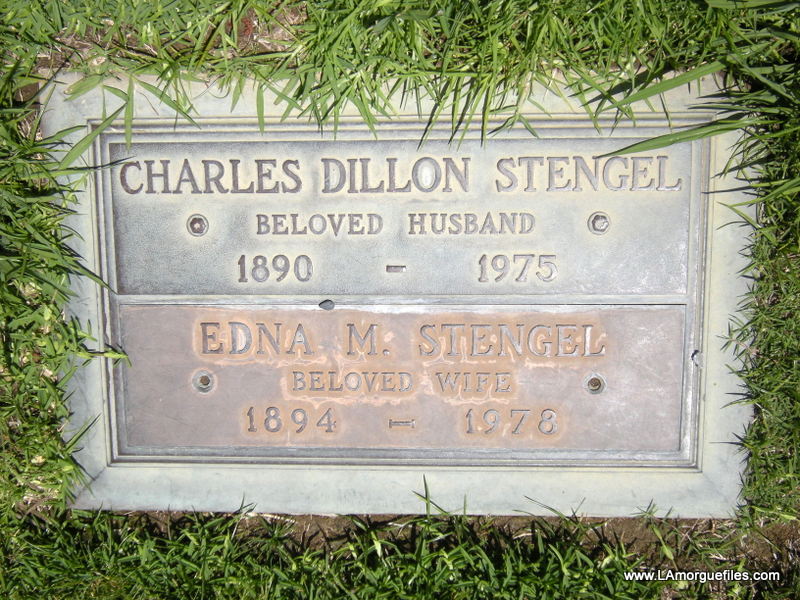 CHARLES DILLON STENGEL
BELOVED HUSBAND
1890 - 1975
EDNA M. STENGEL
BELOVED WIFE
1894 - 1978
www.LAmorguefiles.com